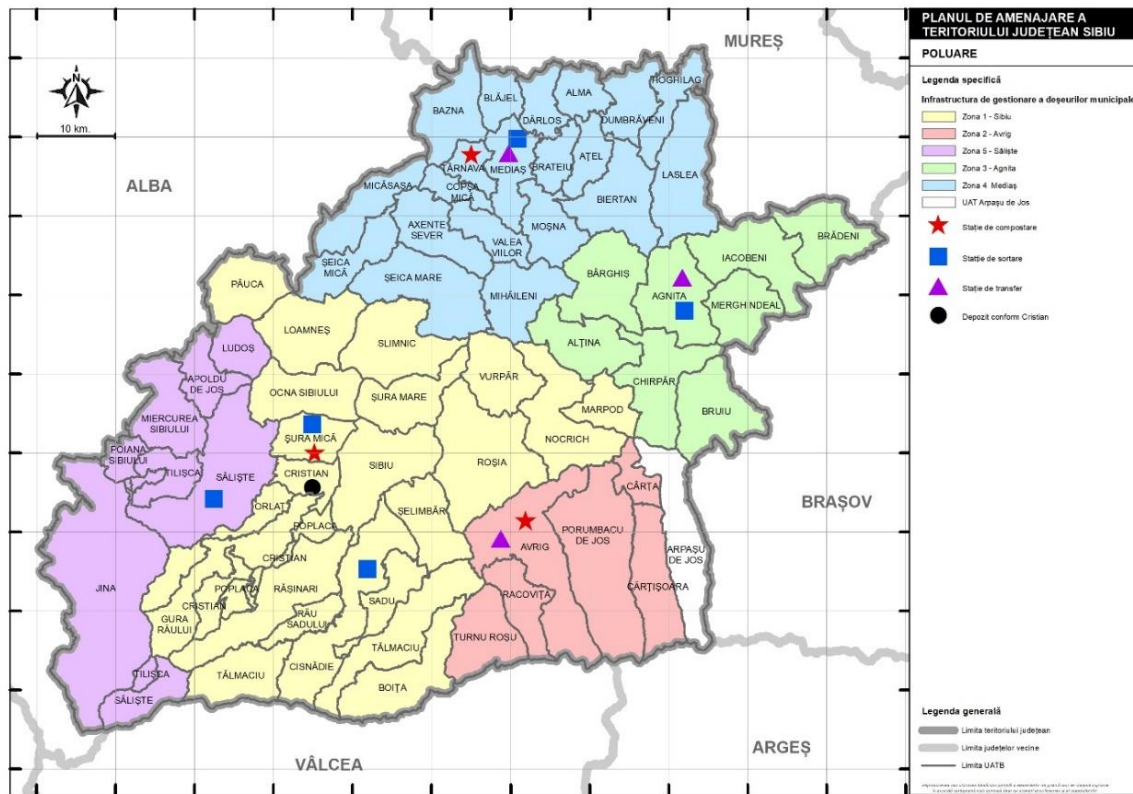 PLANUL DE AMENAJARE A
TERITORIULUI JUDEȚEAN SIBIU
POLUARE
Legenda specifică
Infrastructura de gestionare a deșeurilor municipale
Zona 1 - Sibiu
Zona 2 - Avrig
Zona 5 - Săliște
Zona 3 - Agnita
Zona 4 Mediaș
UAT Arpașu de Jos
Stație de compostare
Stație de sortare
Stație de transfer
Depozit conform Cristian
Legenda generală
Limita teritoriului județean
Limita județelor vecine
Limita UATB
N
10 km.
MUREȘ
ALBA
BRAȘOV
ARGEȘ
VÂLCEA
HOGHILAG
BAZNA
BLĂJEL
ALMA
DÂRLOS
DUMBRĂVENI
TÂRNAVA
MEDIAȘ
BRATEIU
AȚEL
LASLEA
MICĂSASA
COPȘA
MICĂ
BIERTAN
AXENTE
SEVER
VALEA
VIILOR
MOȘNA
ȘEICA
MICĂ
ȘEICA MARE
MIHĂILENI
BÂRGHIȘ
IACOBENI
BRĂDENI
AGNITA
MERGHINDEAL
ALȚINA
CHIRPĂR
BRUIU
PĂUCA
LOAMNEȘ
SLIMNIC
LUDOȘ
APOLDU
DE JOS
VURPĂR
OCNA SIBIULUI
ȘURA MARE
MARPOD
MIERCUREA
SIBIULUI
NOCRICH
ȘURA MICĂ
POIANA
SIBIULUI
TILIȘCA
SĂLIȘTE
CRISTIAN
SIBIU
ROȘIA
ORLAT
ȘELIMBĂR
POPLACA
CÂRȚA
PORUMBACU
DE JOS
AVRIG
ARPAȘU
DE JOS
CRISTIAN
JINA
POPLACA
RĂȘINARI
CRISTIAN
SADU
RACOVIȚĂ
CÂRȚIȘOARA
GURA
RÂULUI
RÂU
SADULUI
TURNU ROȘU
TĂLMACIU
TILIȘCA
TĂLMACIU
CISNĂDIE
BOIȚA
SĂLIȘTE